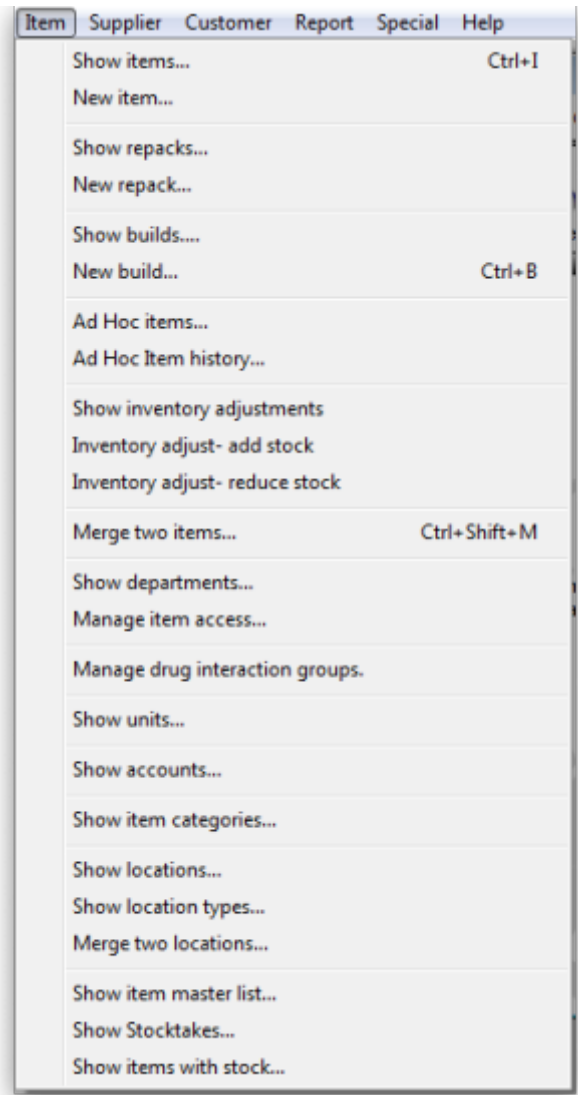 Item Supplier Customer Report Special Help
Show items... Ctrl+I
New item...
Show repacks...
New repack...
Show builds....
New build... Ctrl+B
Ad Hoc items...
Ad Hoc Item history...
Show inventory adjustments
Inventory adjust- add stock
Inventory adjust- reduce stock
Merge two items... Ctrl+Shift+M
Show departments...
Manage item access...
Manage drug interaction groups.
Show units...
Show accounts...
Show item categories...
Show locations...
Show location types...
Merge two locations...
Show item master list...
Show Stocktakes...
Show items with stock...